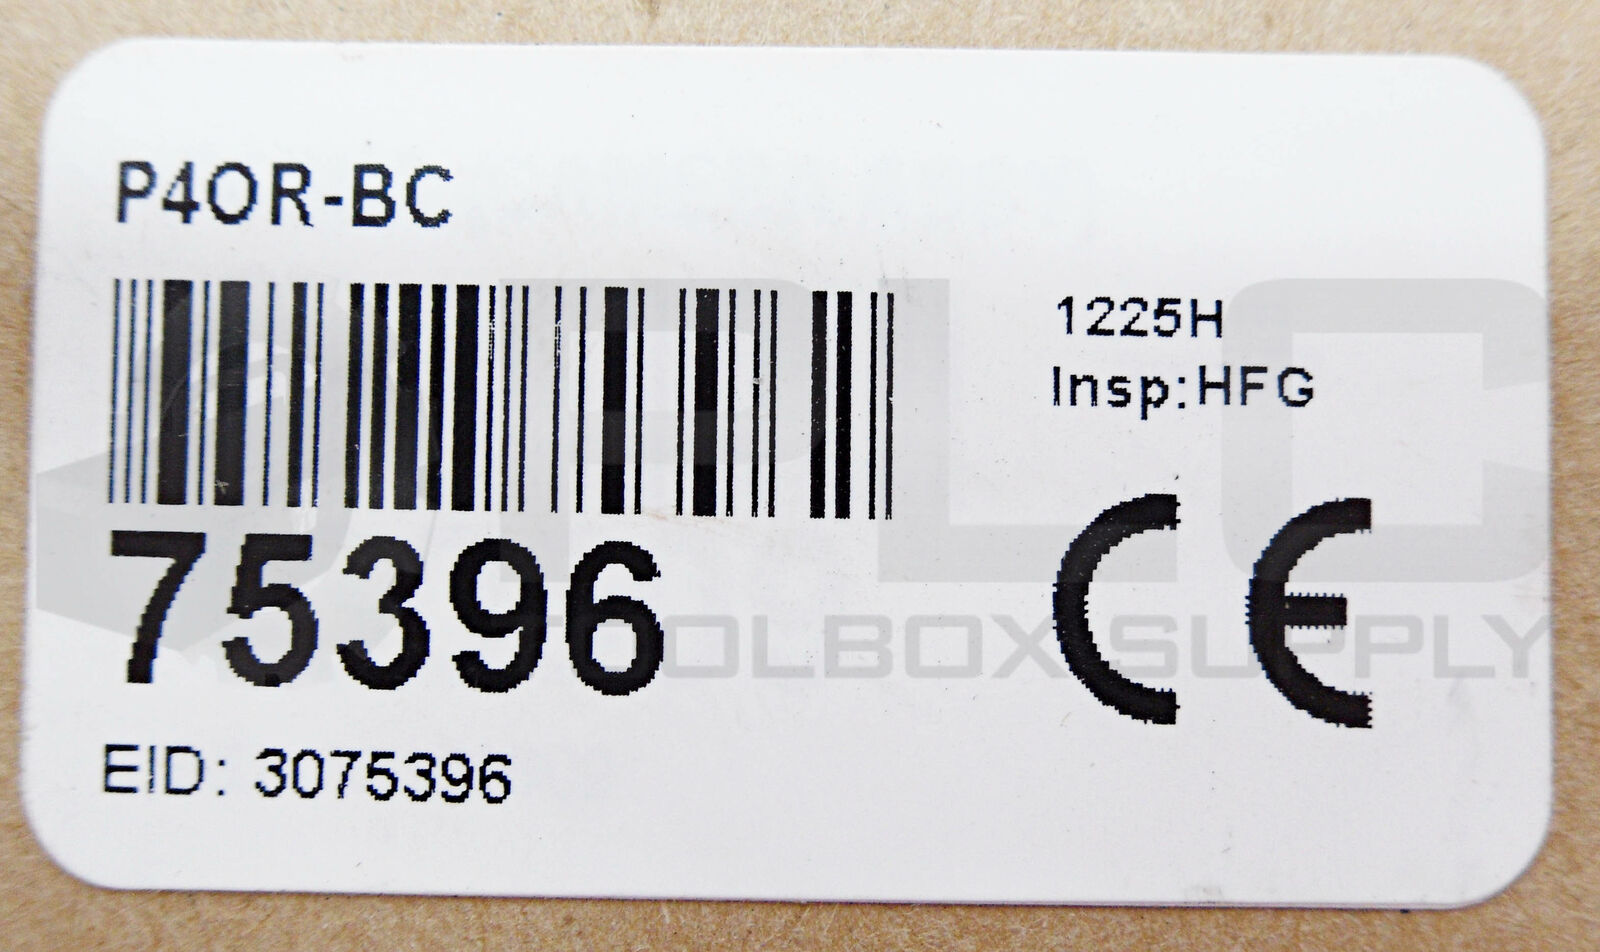 P4OR-BC
1225H
Insp:HFG
75396
CE
EID: 3075396
PLC
TOOLBOX SUPPLY